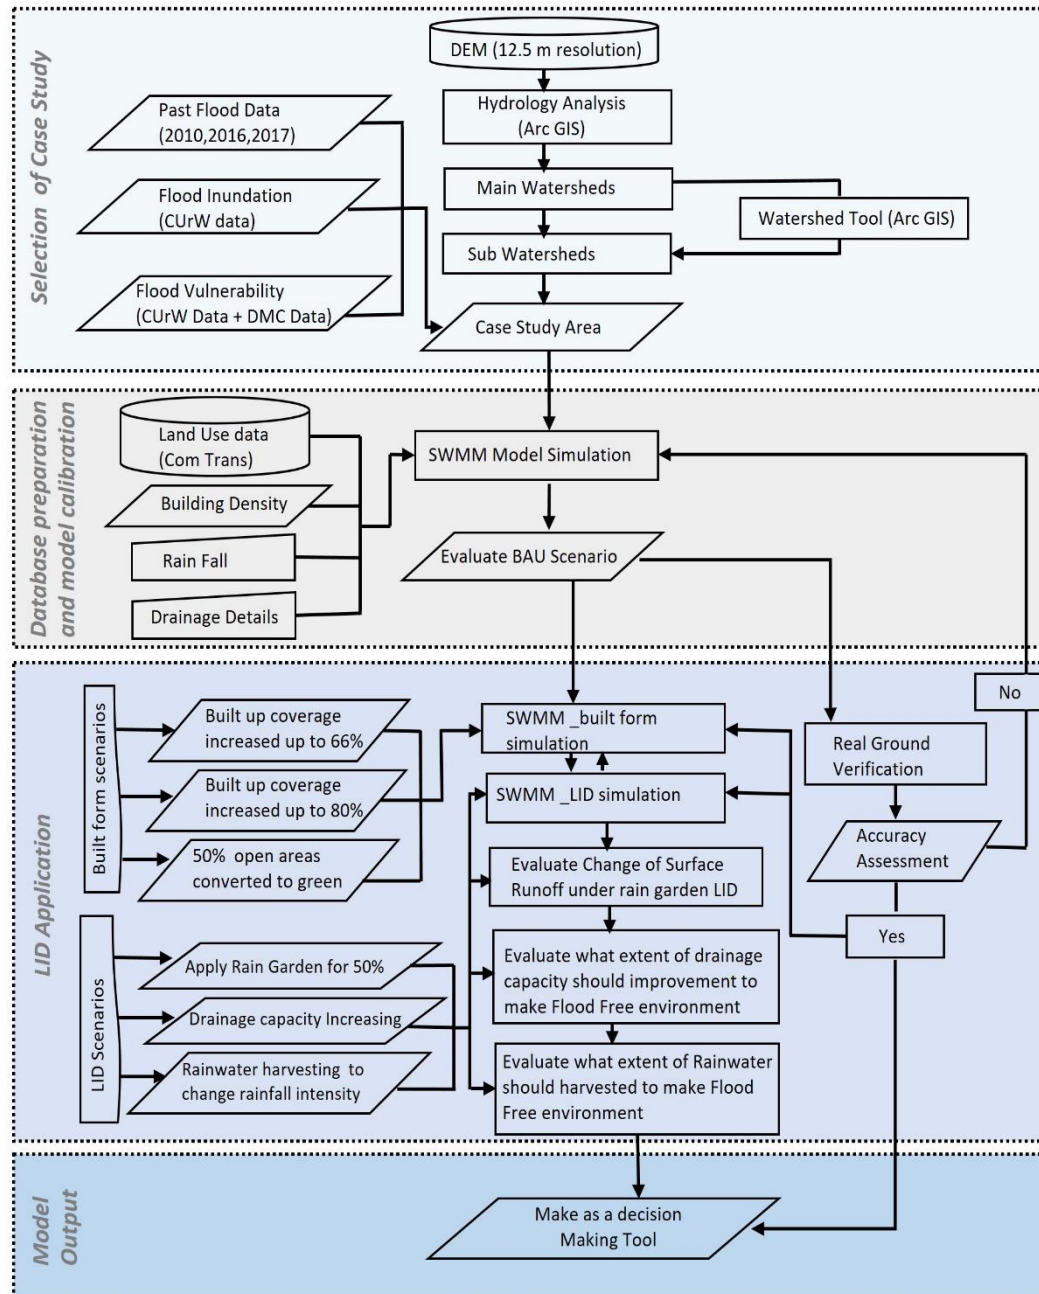 Selection of Case Study
DEM (12.5 m resolution)
Hydrology Analysis
(Arc GIS)
Past Flood Data
(2010,2016,2017)
Main Watersheds
Flood Inundation
(CUrW data)
Watershed Tool (Arc GIS)
Sub Watersheds
Flood Vulnerability
(CUrW Data + DMC Data)
Case Study Area
Database preparation
and model calibration
Land Use data
(Com Trans)
SWMM Model Simulation
Building Density
Rain Fall
Evaluate BAU Scenario
Drainage Details
LID Application
Built form scenarios
Built up coverage
increased up to 66%
SWMM _built form
simulation
No
Real Ground
Verification
Built up coverage
increased up to 80%
SWMM _LID simulation
50% open areas
converted to green
Evaluate Change of Surface
Runoff under rain garden LID
Accuracy
Assessment
Yes
LID Scenarios
Apply Rain Garden for 50%
Evaluate what extent of drainage
capacity should improvement to
make Flood Free environment
Drainage capacity Increasing
Rainwater harvesting to
change rainfall intensity
Evaluate what extent of Rainwater
should harvested to make Flood
Free environment
Model
Output
Make as a decision
Making Tool